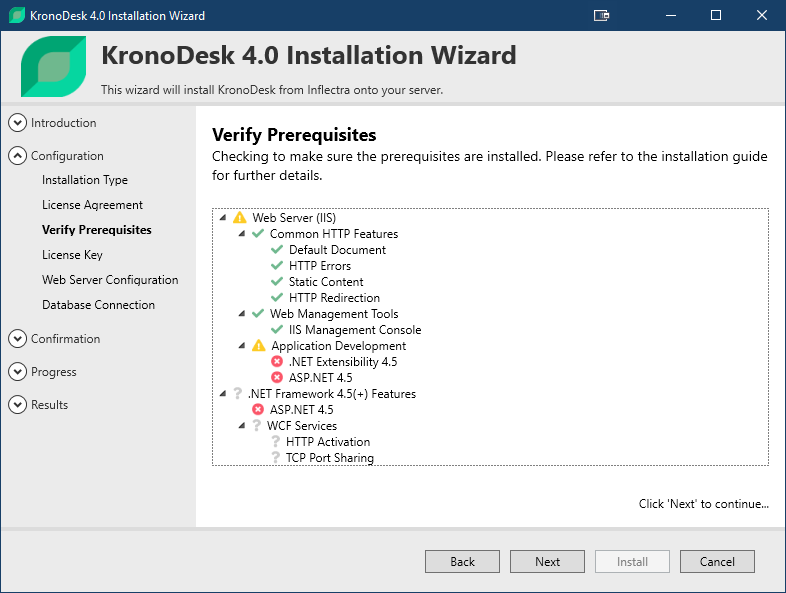 KronoDesk 4.0 Installation Wizard
KronoDesk 4.0 Installation Wizard
This wizard will install KronoDesk from Inflectra onto your server.
Introduction
Configuration
Installation Type
License Agreement
Verify Prerequisites
License Key
Web Server Configuration
Database Connection
Confirmation
Progress
Results
Verify Prerequisites
Checking to make sure the prerequisites are installed. Please refer to the installation guide
for further details.
Web Server (IIS)
Common HTTP Features
Default Document
HTTP Errors
Static Content
HTTP Redirection
Web Management Tools
IIS Management Console
Application Development
.NET Extensibility 4.5
ASP.NET 4.5
.NET Framework 4.5(+) Features
ASP.NET 4.5
WCF Services
HTTP Activation
TCP Port Sharing
Click 'Next' to continue...
Back
Next
Install
Cancel